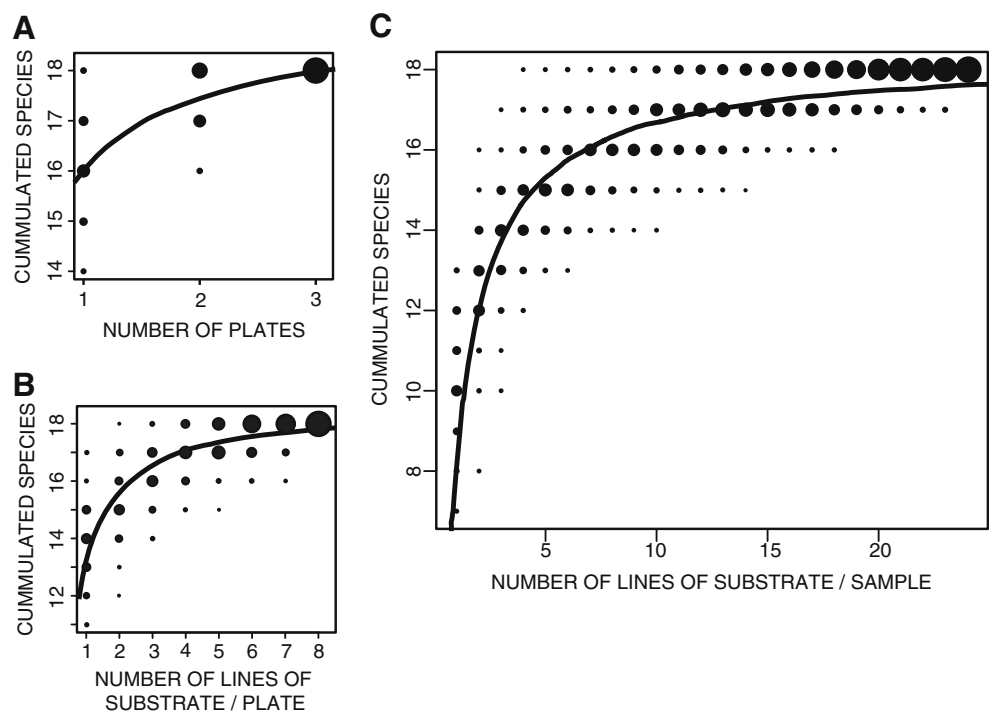 A
CUMMULATED SPECIES
18
17
16
15
14
1 2 3
NUMBER OF PLATES
B
CUMMULATED SPECIES
18
16
14
12
1 2 3 4 5 6 7 8
NUMBER OF LINES OF
SUBSTRATE / PLATE
C
CUMMULATED SPECIES
18
16
14
12
10
8
5 10 15 20
NUMBER OF LINES OF SUBSTRATE / SAMPLE